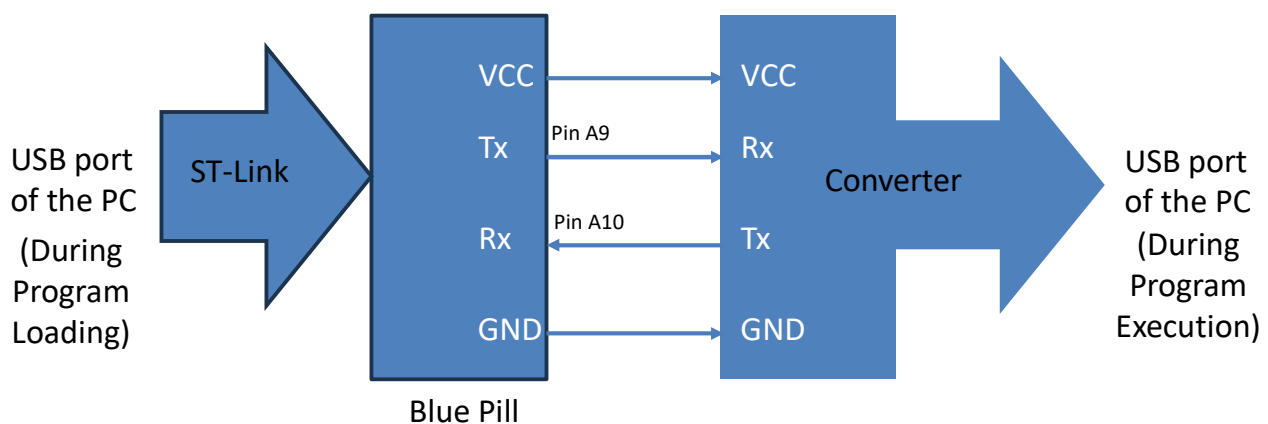 USB port
of the PC
(During
Program
Loading)
ST-Link
VCC
Tx
Rx
GND
Blue Pill
Pin A9
Pin A10
VCC
Rx
Tx
GND
Converter
USB port
of the PC
(During
Program
Execution)